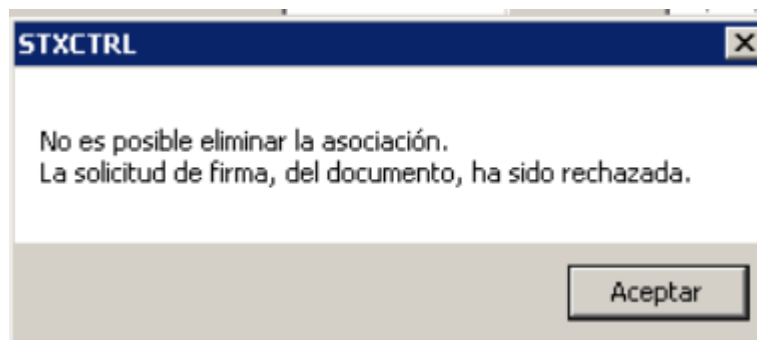 STXCTRL
No es posible eliminar la asociación.
La solicitud de firma, del documento, ha sido rechazada.
Aceptar